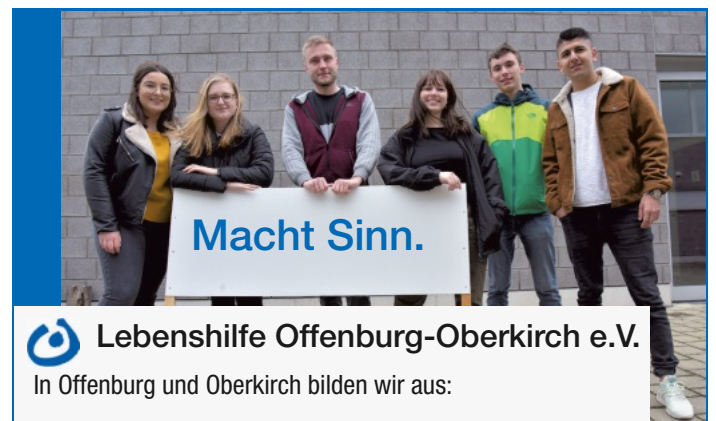 Macht Sinn.
Lebenshilfe Offenburg-Oberkirch e.V.
In Offenburg und Oberkirch bilden wir aus: